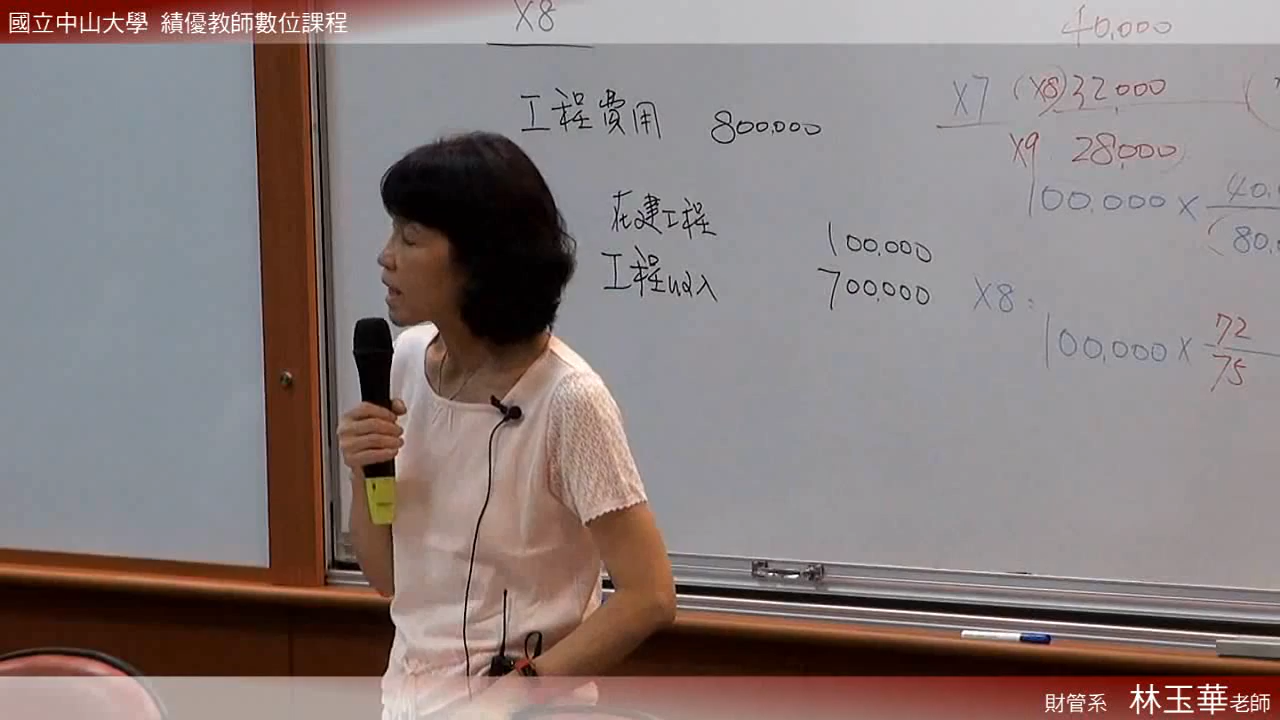 國立中山大學 績優教師數位課程
X8
工程費用 800,000
在建工程 100,000
工程收入 700,000
40,000
X7 (X8) 32,000
X9 28,000
100,000 ×
40,
(80,
X8:
100,000 × 72
75
財管系 林玉華老師